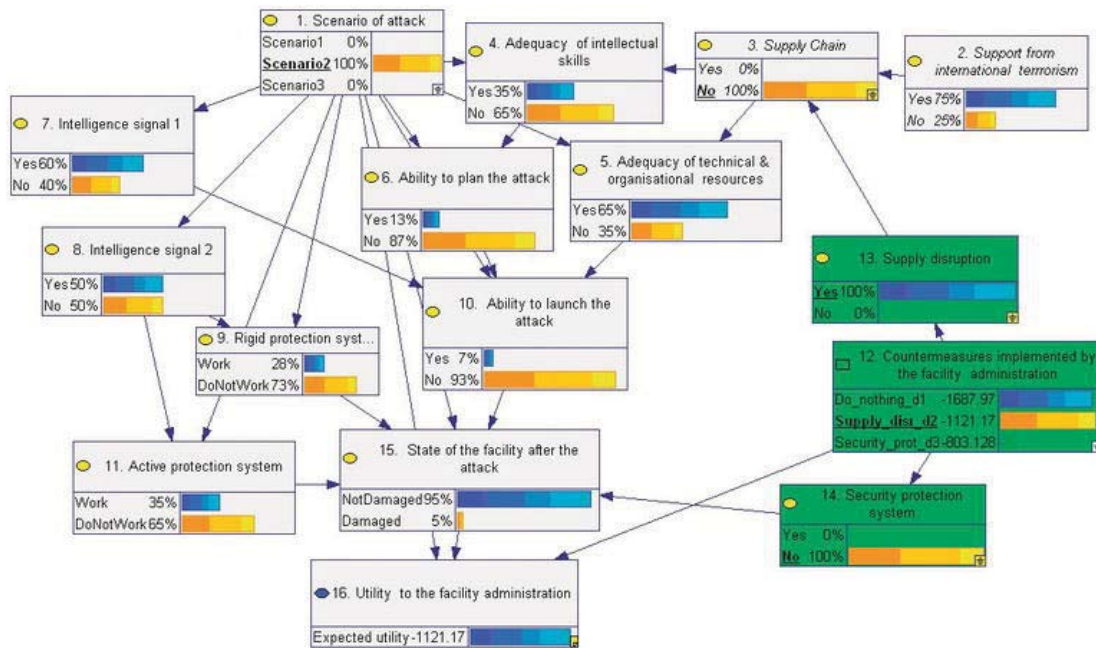 1. Scenario of attack
Scenario1 0%
Scenario2 100%
Scenario3 0%
4. Adequacy of intellectual
skills
Yes 35%
No 65%
3. Supply Chain
Yes 0%
No 100%
2. Support from
international terrrorism
Yes 75%
No 25%
7. Intelligence signal 1
Yes 60%
No 40%
6. Ability to plan the attack
Yes 13%
No 87%
5. Adequacy of technical &
organisational resources
Yes 65%
No 35%
8. Intelligence signal 2
Yes 50%
No 50%
13. Supply disruption
Yes 100%
No 0%
10. Ability to launch the
attack
Yes 7%
No 93%
9. Rigid protection syst...
Work 28%
DoNotWork 73%
12. Countermeasures implemented by
the facility administration
Do_nothing_d1 -1687.97
Supply_disr_d2 -1121.17
Security_prot_d3 -803.128
15. State of the facility after the
attack
NotDamaged 95%
Damaged 5%
11. Active protection system
Work 35%
DoNotWork 65%
14. Security protection
system
Yes 0%
No 100%
16. Utility to the facility administration
Expected utility -1121.17